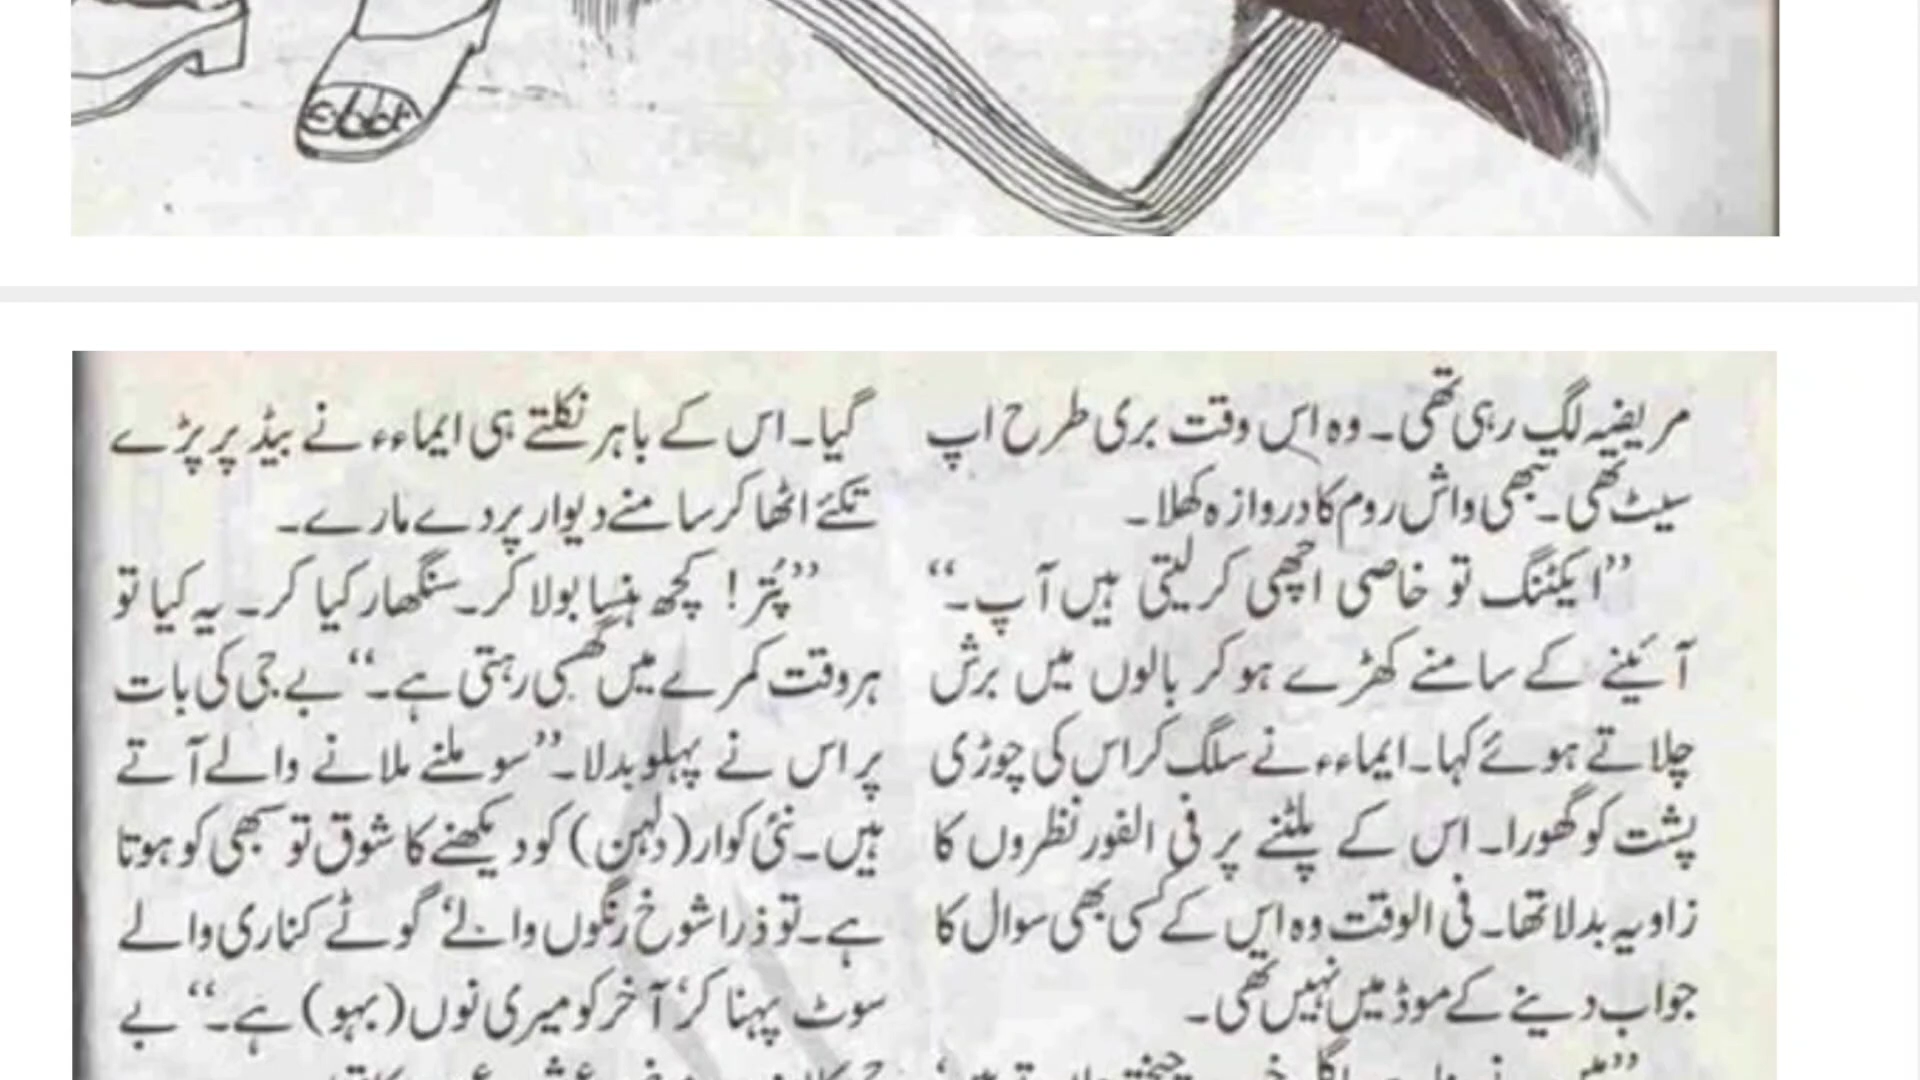 مریضہ لگ رہی تھی۔ وہ اس وقت بری طرح اپ
سیٹ تھی۔ تبھی واش روم کا دروازہ کھلا۔
”ایکٹنگ تو خاصی اچھی کر لیتی ہیں آپ۔“
آئینے کے سامنے کھڑے ہو کر بالوں میں برش
چلاتے ہوئے کہا۔ ایماء نے سلگ کر اس کی چوڑی
پشت کو گھورا۔ اس کے پلٹنے پر فی الفور نظروں کا
زاویہ بدلا تھا۔ فی الوقت وہ اس کے کسی بھی سوال کا
جواب دینے کے موڈ میں نہیں تھی۔
گیا۔ اس کے باہر نکلتے ہی ایماء نے بیڈ پر پڑے
تکئے اٹھا کر سامنے دیوار پر دے مارے۔
”پُتر! کچھ ہنسا بولا کر۔ سنگھار کیا کر۔ یہ کیا تو
ہر وقت کمرے میں گھسی رہتی ہے۔“ بے جی کی بات
پر اس نے پہلو بدلا۔ ”سو ملنے ملانے والے آتے
ہیں۔ نئی کوار (دلہن) کو دیکھنے کا شوق تو سبھی کو ہوتا
ہے۔ تو ذرا شوخ رنگوں والے‘ گوٹے کناری والے
سوٹ پہنا کر‘ آخر کو میری نوں (بہو) ہے۔“ بے